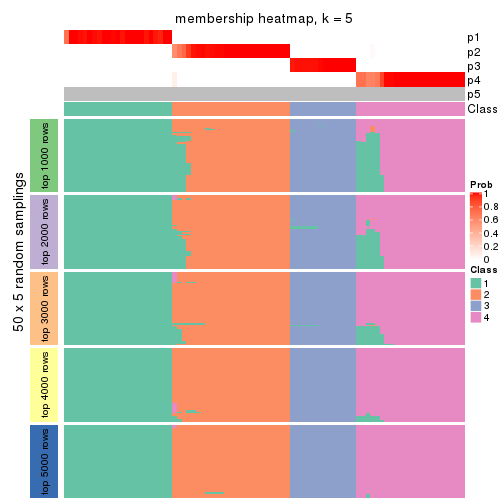 membership heatmap, k = 5
p1
p2
p3
p4
p5
Class
50 x 5 random samplings
top 1000 rows
top 2000 rows
top 3000 rows
top 4000 rows
top 5000 rows
Prob
1
0.8
0.6
0.4
0.2
0
Class
1
2
3
4